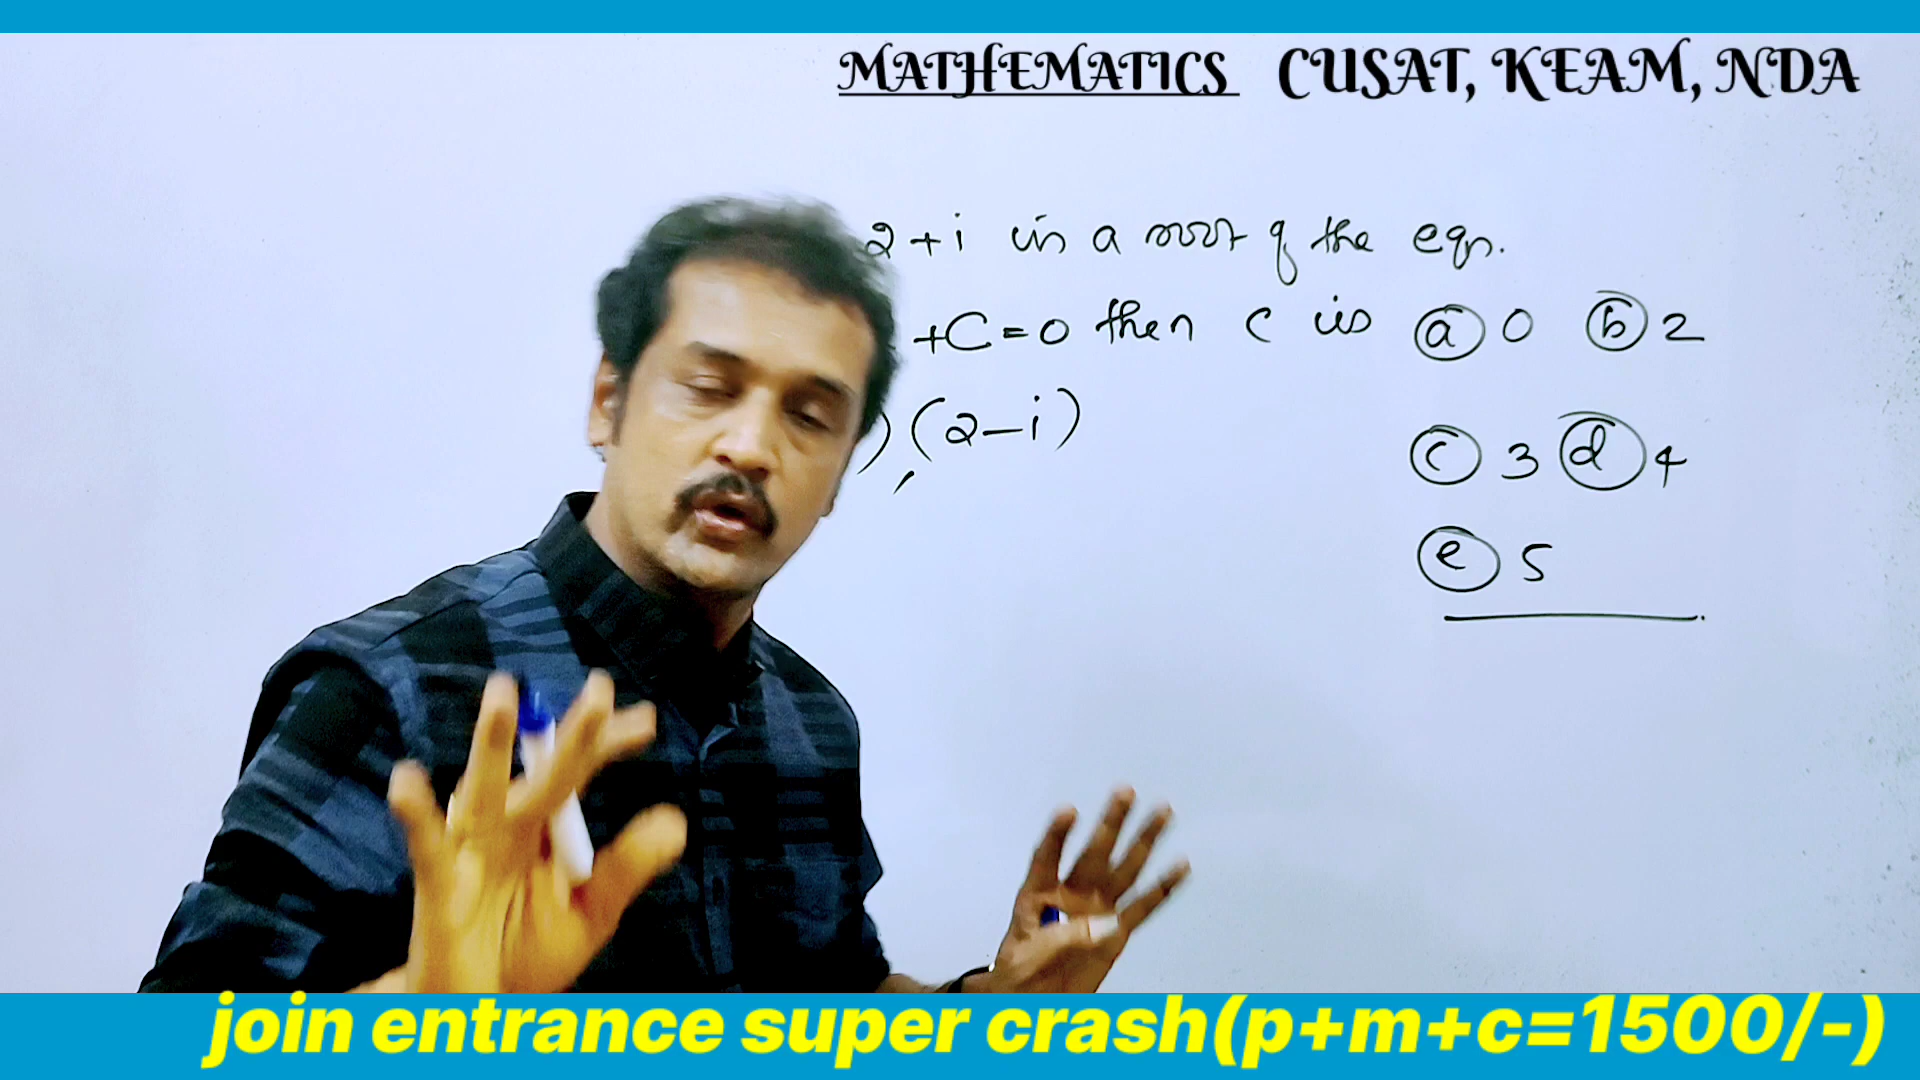 MATHEMATICS CUSAT, KEAM, NDA
2+i is a root of the eqn.
+C=0 then C is (a) 0 (b) 2
),(2-i)
(c) 3 (d) 4
(e) 5
join entrance super crash(p+m+c=1500/-)